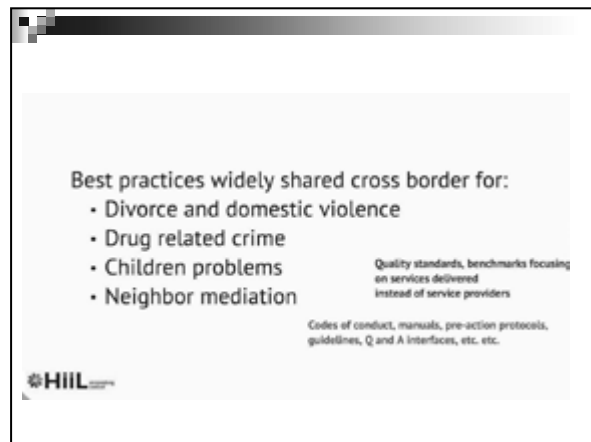 Best practices widely shared cross border for:
• Divorce and domestic violence
• Drug related crime
• Children problems
• Neighbor mediation
Quality standards, benchmarks focusing
on services delivered
instead of service providers
Codes of conduct, manuals, pre-action protocols,
guidelines, Q and A interfaces, etc. etc.
HiiL